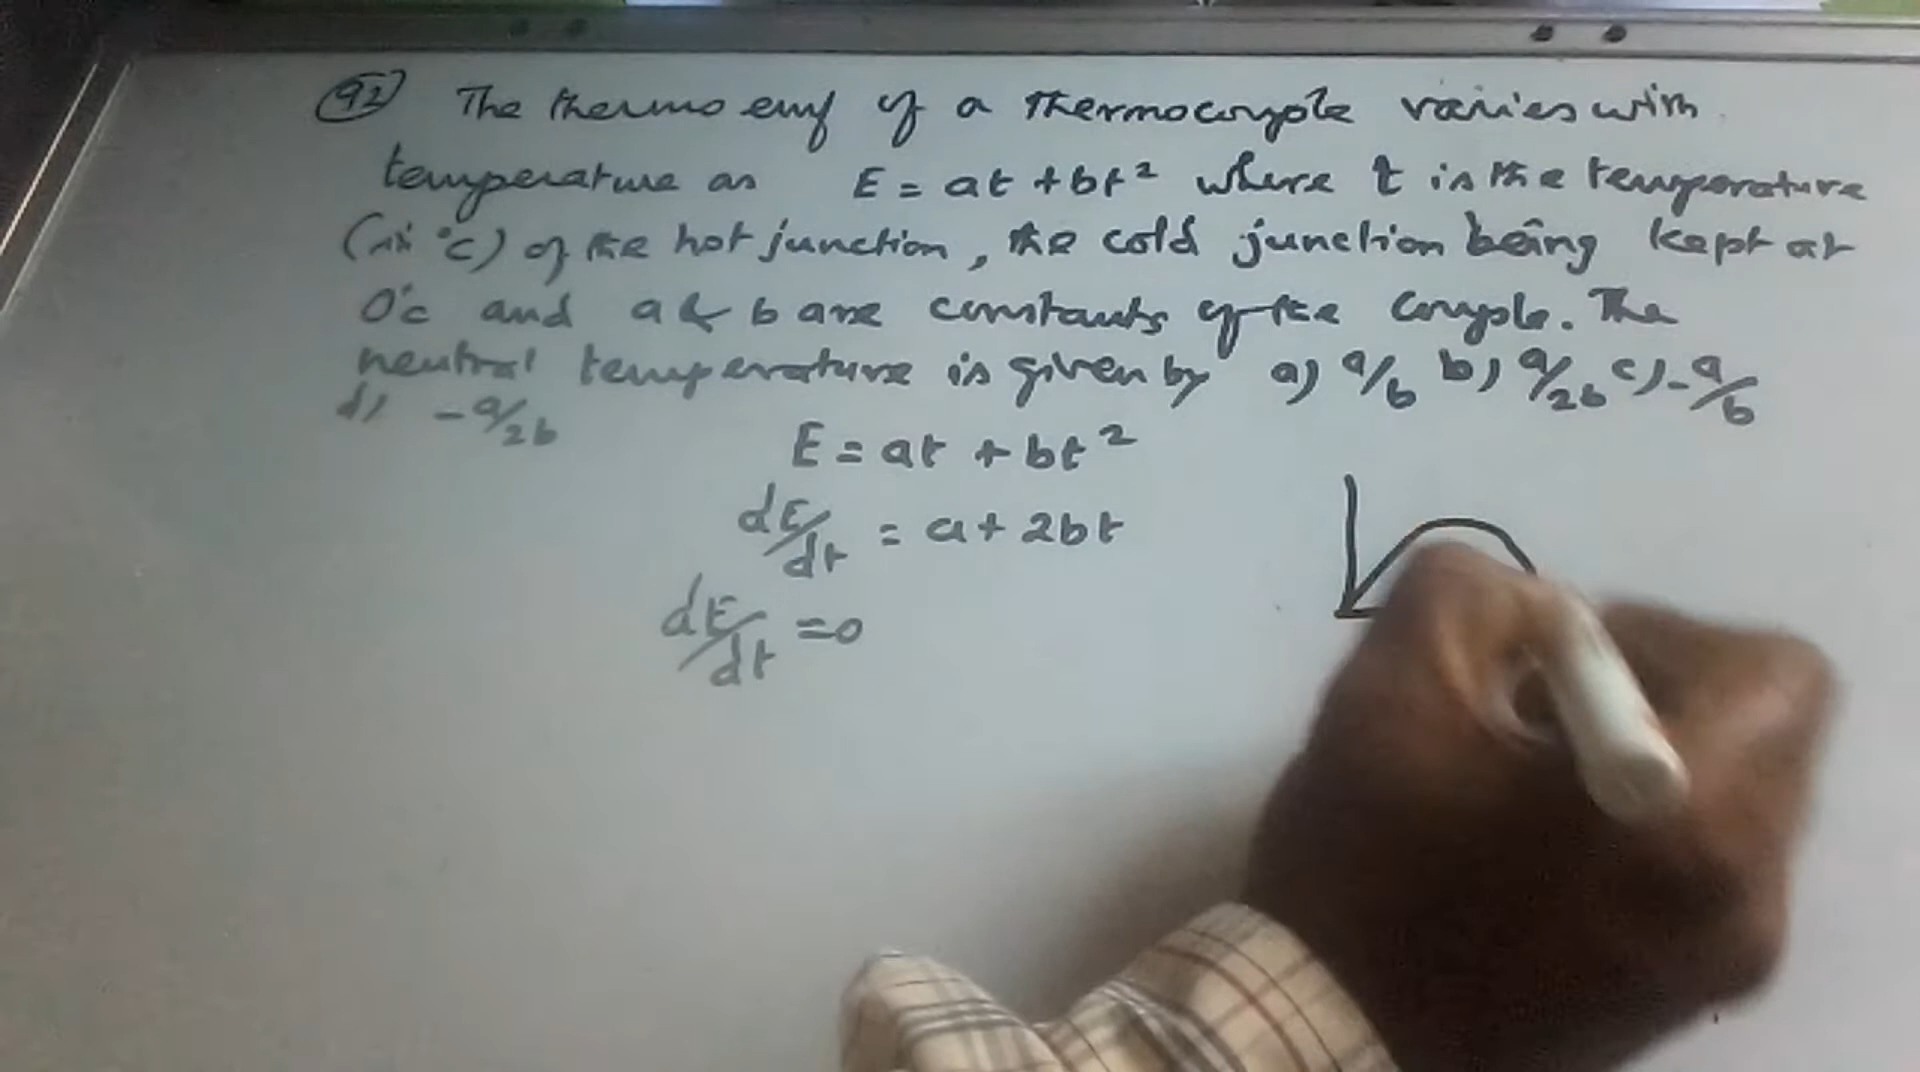 92 The thermo emf of a thermocouple varies with
temperature as E = at + bt² where t is the temperature
(in °C) of the hot junction, the cold junction being kept at
0°c and a & b are constants of the couple. The
neutral temperature is given by a) a/b b) a/2b c) -a/b
d) -a/2b
E = at + bt²
dE/dt = a + 2bt
dE/dt = 0